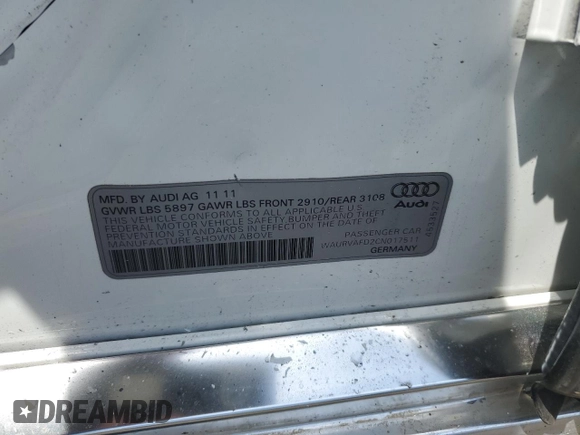 MFD. BY AUDI AG 11 11
GVWR LBS 5897 GAWR LBS FRONT 2910/REAR 3108
THIS VEHICLE CONFORMS TO ALL APPLICABLE U.S.
FEDERAL MOTOR VEHICLE SAFETY, BUMPER AND THEFT
PREVENTION STANDARDS IN EFFECT ON THE DATE OF
MANUFACTURE SHOWN ABOVE.
PASSENGER CAR
WAURVAFD2CN017511
GERMANY
Audi
DREAMBID